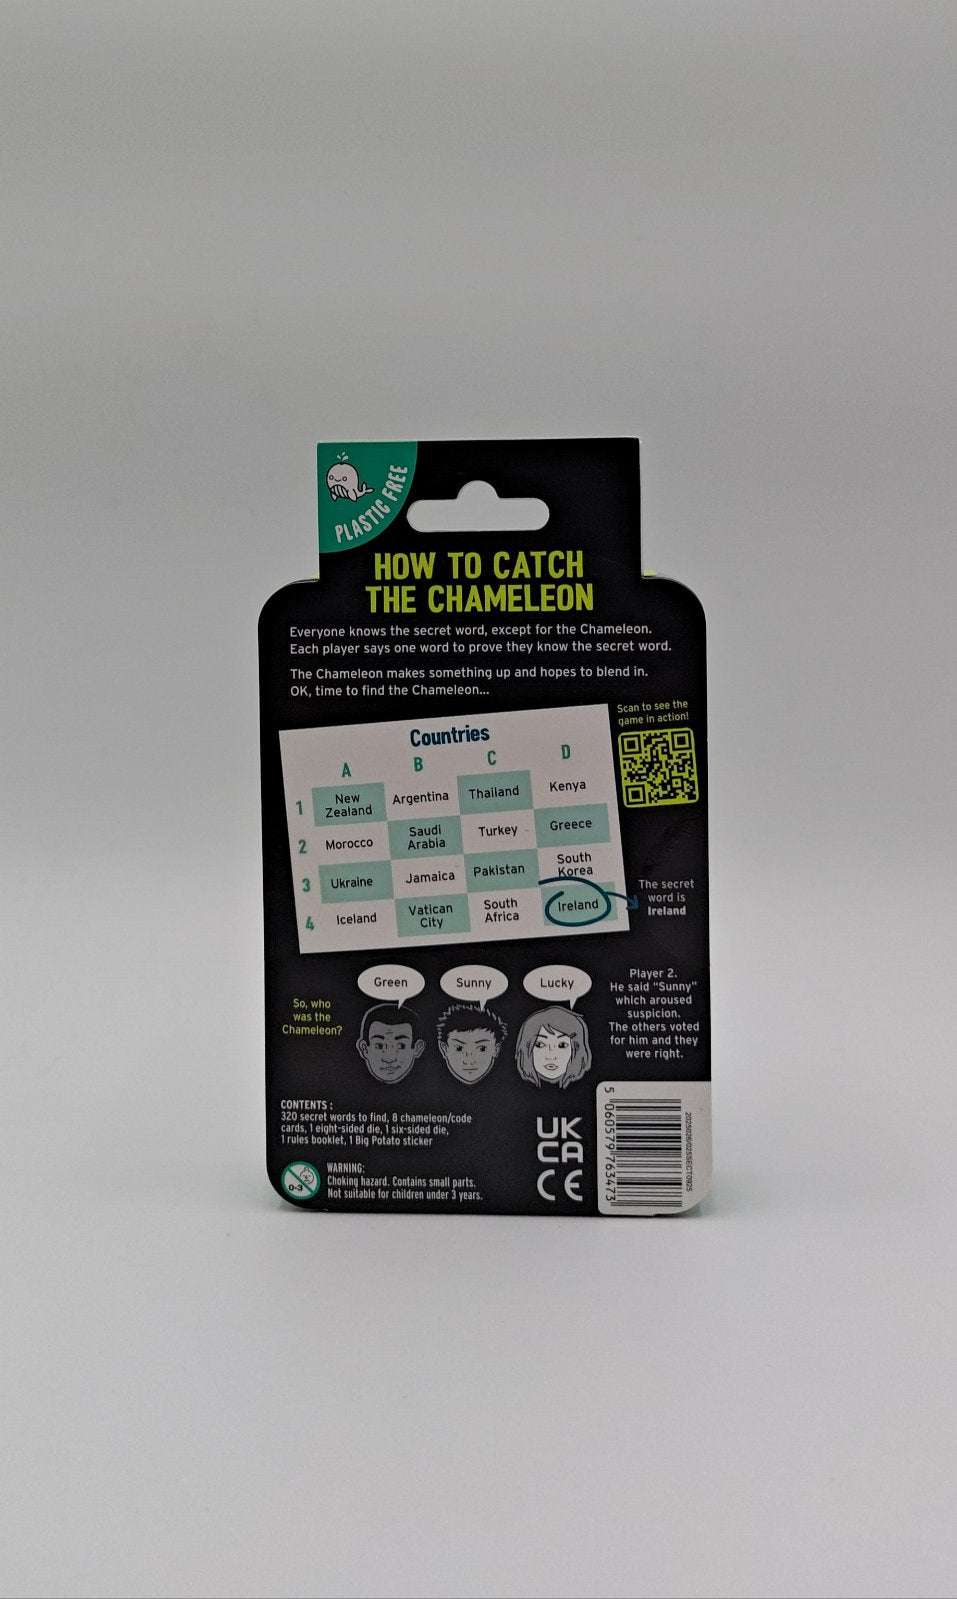 PLASTIC FREE
HOW TO CATCH
THE CHAMELEON
Everyone knows the secret word, except for the Chameleon.
Each player says one word to prove they know the secret word.
The Chameleon makes something up and hopes to blend in.
OK, time to find the Chameleon...
Scan to see the
game in action!
Countries
A B C D
1 New Zealand Argentina Thailand Kenya
2 Morocco Saudi Arabia Turkey Greece
3 Ukraine Jamaica Pakistan South Korea
4 Iceland Vatican City South Africa Ireland
The secret
word is
Ireland
So, who
was the
Chameleon?
Green
Sunny
Lucky
Player 2.
He said "Sunny"
which aroused
suspicion.
The others voted
for him and they
were right.
CONTENTS :
320 secret words to find, 8 chameleon/code
cards, 1 eight-sided die, 1 six-sided die,
1 rules booklet, 1 Big Potato sticker
0-3
WARNING:
Choking hazard. Contains small parts.
Not suitable for children under 3 years.
UK
CA
CE
5 060579 763473